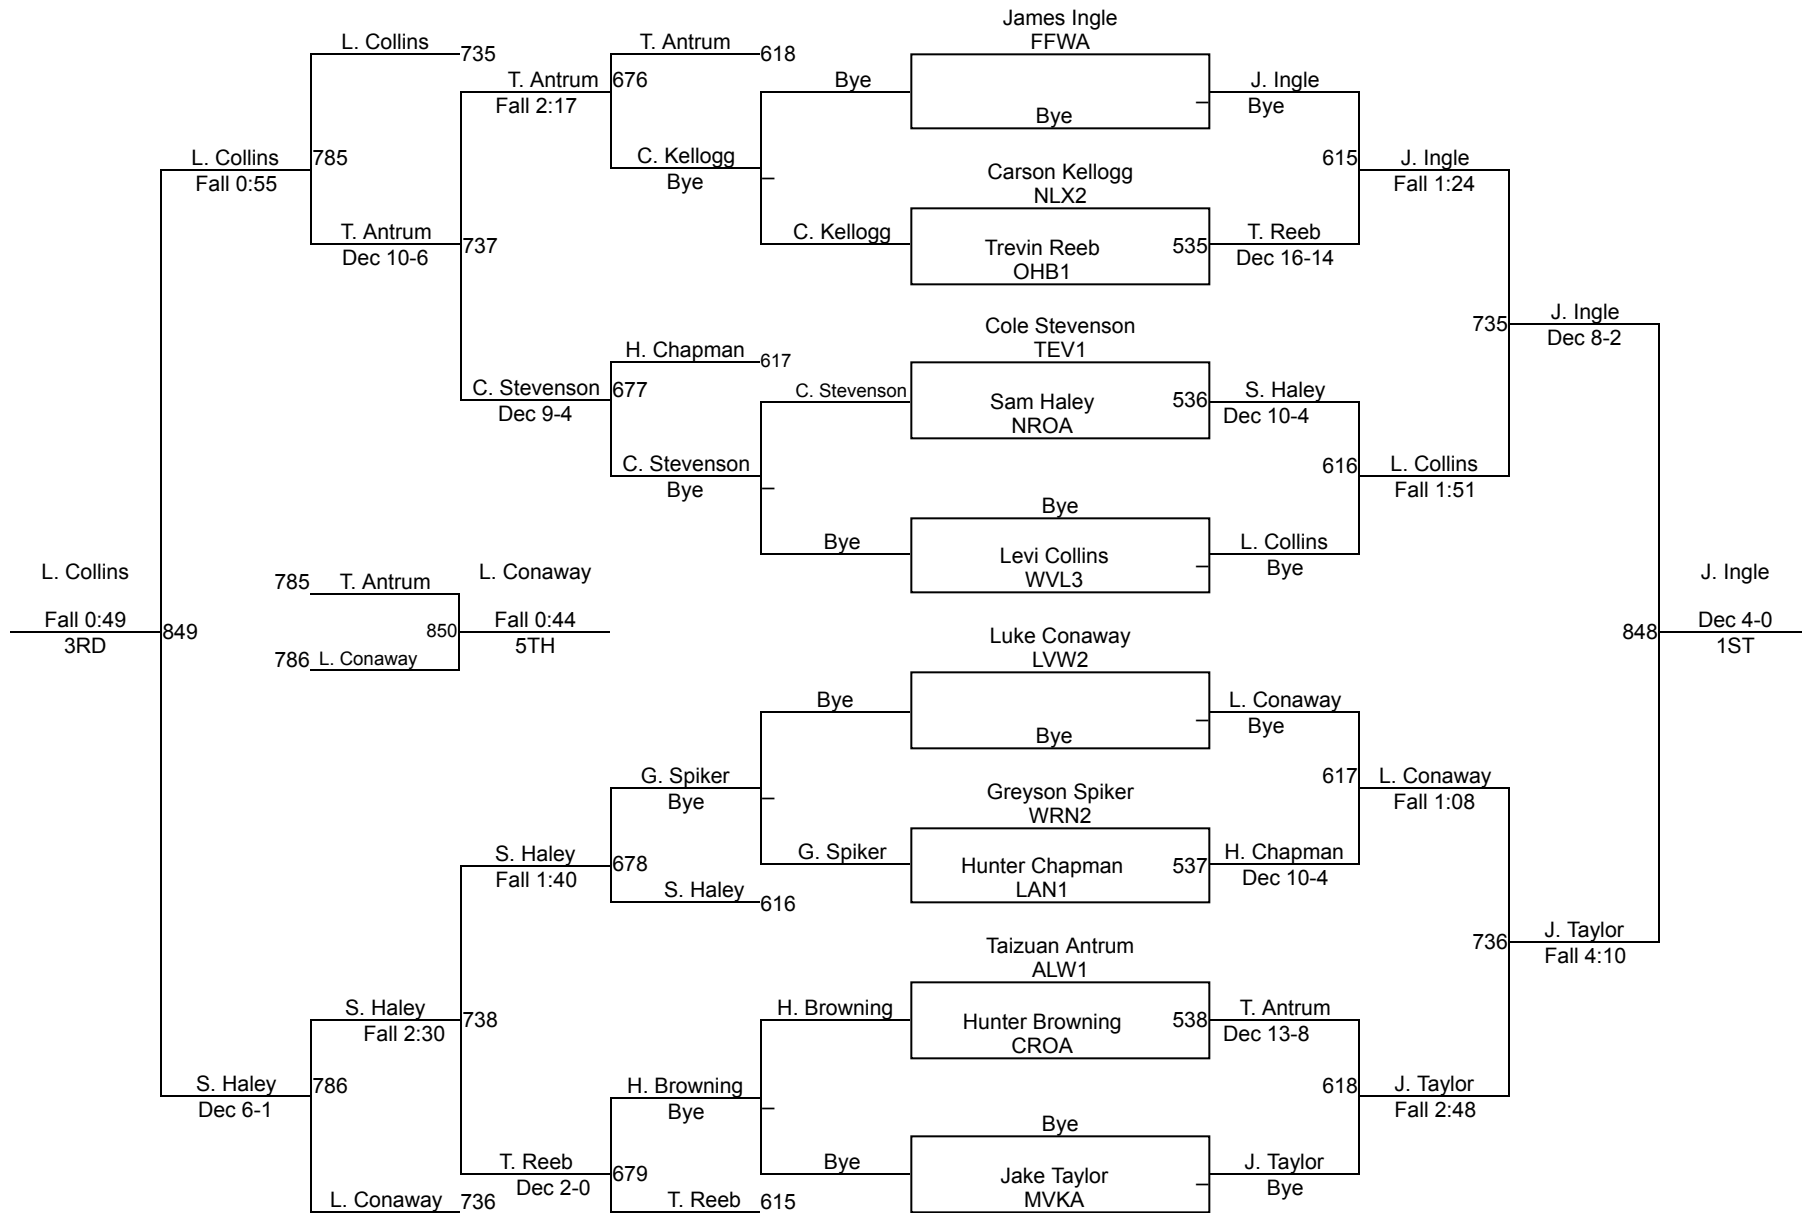 James Ingle
FFWA
L. Collins
735
T. Antrum
618
T. Antrum
676
Fall 2:17
Bye
J. Ingle
Bye
Bye
L. Collins
785
Fall 0:55
C. Kellogg
Bye
Carson Kellogg
NLX2
615
J. Ingle
Fall 1:24
T. Antrum
737
Dec 10-6
C. Kellogg
Trevin Reeb
OHB1
535
T. Reeb
Dec 16-14
Cole Stevenson
TEV1
735
J. Ingle
Dec 8-2
H. Chapman
617
C. Stevenson
677
Dec 9-4
C. Stevenson
Sam Haley
NROA
536
S. Haley
Dec 10-4
C. Stevenson
Bye
616
L. Collins
Fall 1:51
Bye
Bye
Levi Collins
WVL3
L. Collins
Bye
L. Collins
Fall 0:49
3RD
849
785
T. Antrum
850
786
L. Conaway
L. Conaway
Fall 0:44
5TH
848
J. Ingle
Dec 4-0
1ST
Luke Conaway
LVW2
Bye
Bye
L. Conaway
Bye
G. Spiker
Bye
Greyson Spiker
WRN2
617
L. Conaway
Fall 1:08
S. Haley
678
Fall 1:40
G. Spiker
Hunter Chapman
LAN1
537
H. Chapman
Dec 10-4
S. Haley
616
Taizuan Antrum
ALW1
736
J. Taylor
Fall 4:10
S. Haley
738
Fall 2:30
H. Browning
Hunter Browning
CROA
538
T. Antrum
Dec 13-8
S. Haley
786
Dec 6-1
H. Browning
Bye
618
J. Taylor
Fall 2:48
Bye
T. Reeb
679
Dec 2-0
Bye
Jake Taylor
MVKA
J. Taylor
Bye
L. Conaway
736
T. Reeb
615